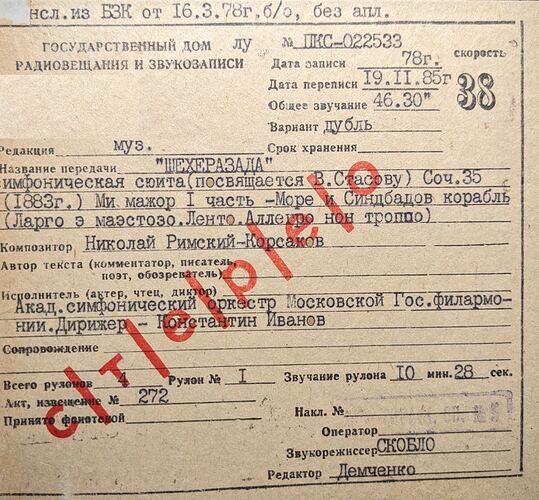 нсл.из БЗК от 16.3.78г.б/о, без апл.
ГОСУДАРСТВЕННЫЙ ДОМ РАДИОВЕЩАНИЯ И ЗВУКОЗАПИСИ
ЛУ № ПКС-022533
Дата записи 78г.
скорость 38
Дата переписи 19.II.85г
Общее звучание 46.30"
Вариант дубль
Редакция муз. Срок хранения
Название передачи "ШЕХЕРАЗАДА"
симфоническая сюита(посвящается В.Стасову) Соч.35
(I883г.) Ми мажор I часть -Море и Синдбадов корабль
(Ларго э маэстозо.Ленто.Аллегро нон троппо)
Композитор Николай Римский-Корсаков
Автор текста (комментатор, писатель,
поэт, обозреватель)
Исполнитель (актер, чтец, диктор)
Акад.симфонический оркестр Московской Гос.филармо-
нии.Дирижер - Константин Иванов
Сопровождение
Всего рулонов 4 Рулон № I Звучание рулона 10 мин. 28 сек.
Акт, извещение № 272
Принято фонотекой Накл. №
Оператор
Звукорежиссер СКОБЛО
Редактор Демченко
с/т/е/р/е/о